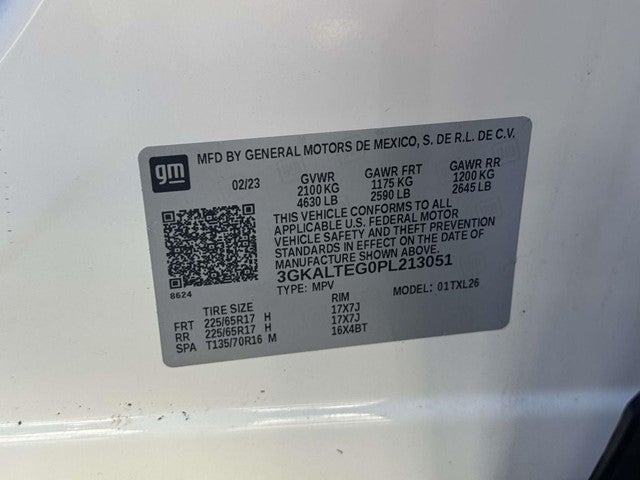 gm
MFD BY GENERAL MOTORS DE MEXICO, S. DE R.L. DE C.V.
02/23 GVWR GAWR FRT GAWR RR
2100 KG 1175 KG 1200 KG
4630 LB 2590 LB 2645 LB
THIS VEHICLE CONFORMS TO ALL
APPLICABLE U.S. FEDERAL MOTOR
VEHICLE SAFETY AND THEFT PREVENTION
STANDARDS IN EFFECT ON THE DATE OF
MANUFACTURE SHOWN ABOVE.
3GKALTEG0PL213051
8624
TYPE: MPV MODEL: 01TXL26
TIRE SIZE RIM
FRT 225/65R17 H 17X7J
RR 225/65R17 H 17X7J
SPA T135/70R16 M 16X4BT